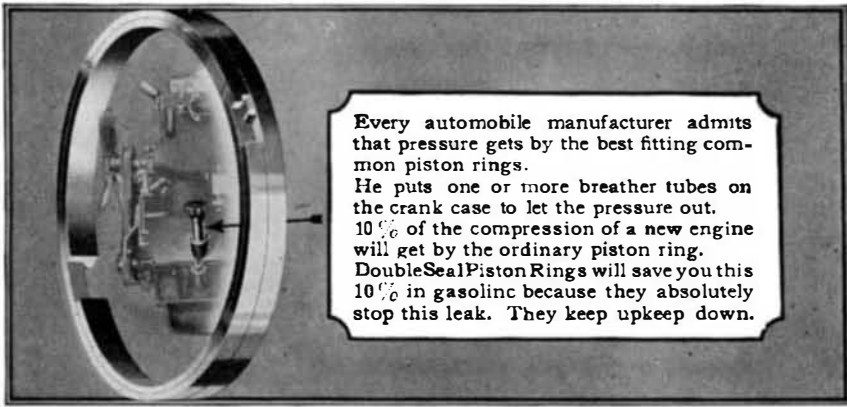 Every automobile manufacturer admits
that pressure gets by the best fitting com-
mon piston rings.
He puts one or more breather tubes on
the crank case to let the pressure out.
10% of the compression of a new engine
will get by the ordinary piston ring.
DoubleSealPistonRings will save you this
10% in gasoline because they absolutely
stop this leak. They keep upkeep down.